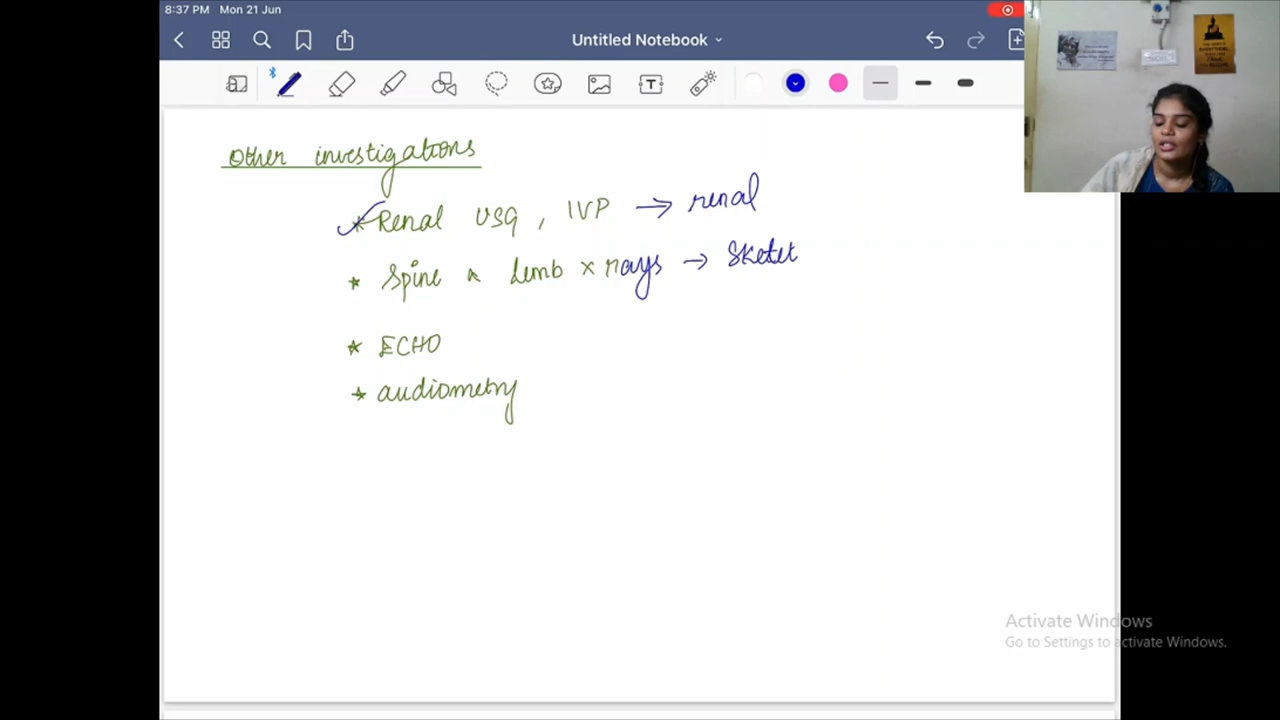 8:37 PM Mon 21 Jun
Untitled Notebook
T
Other investigations
* Renal USG, IVP → renal
* Spine & Limb x rays → Skelet
* ECHO
* audiometry
Activate Windows
Go to Settings to activate Windows.